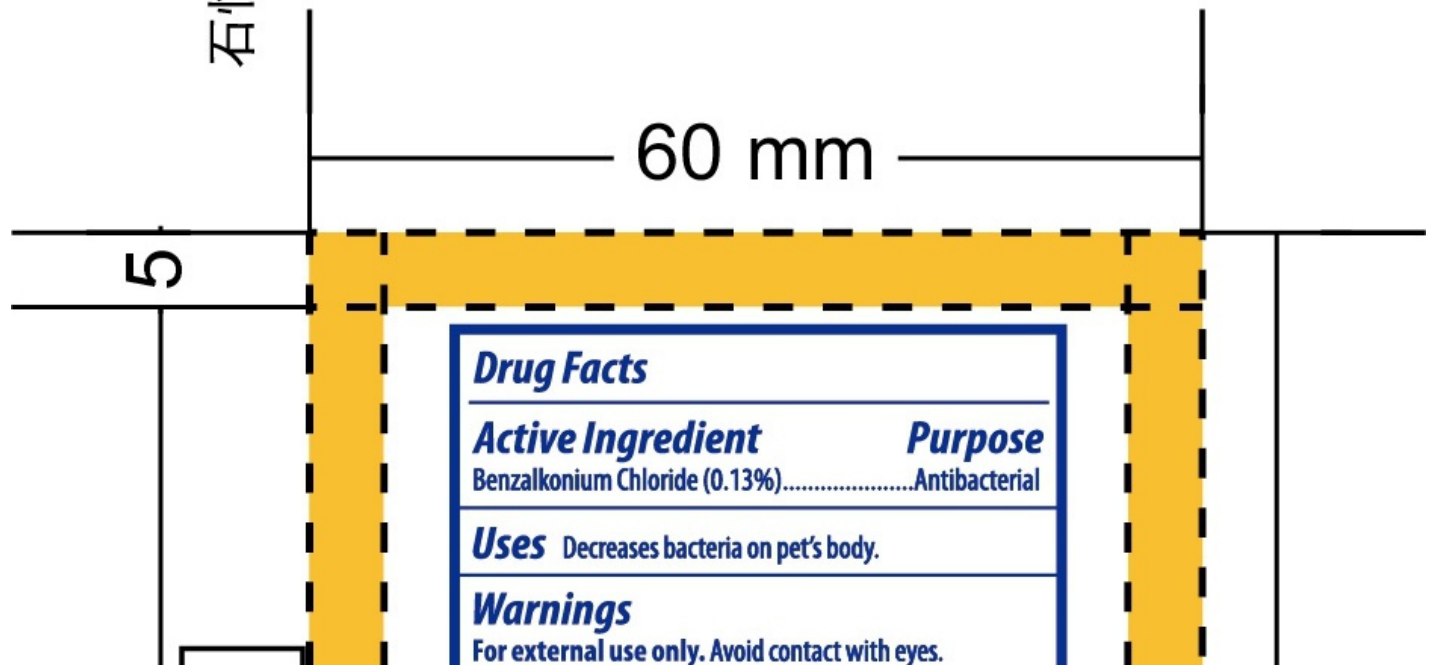 石
60 mm
5
Drug Facts
Active Ingredient Purpose
Benzalkonium Chloride (0.13%).....................Antibacterial
Uses Decreases bacteria on pet's body.
Warnings
For external use only. Avoid contact with eyes.